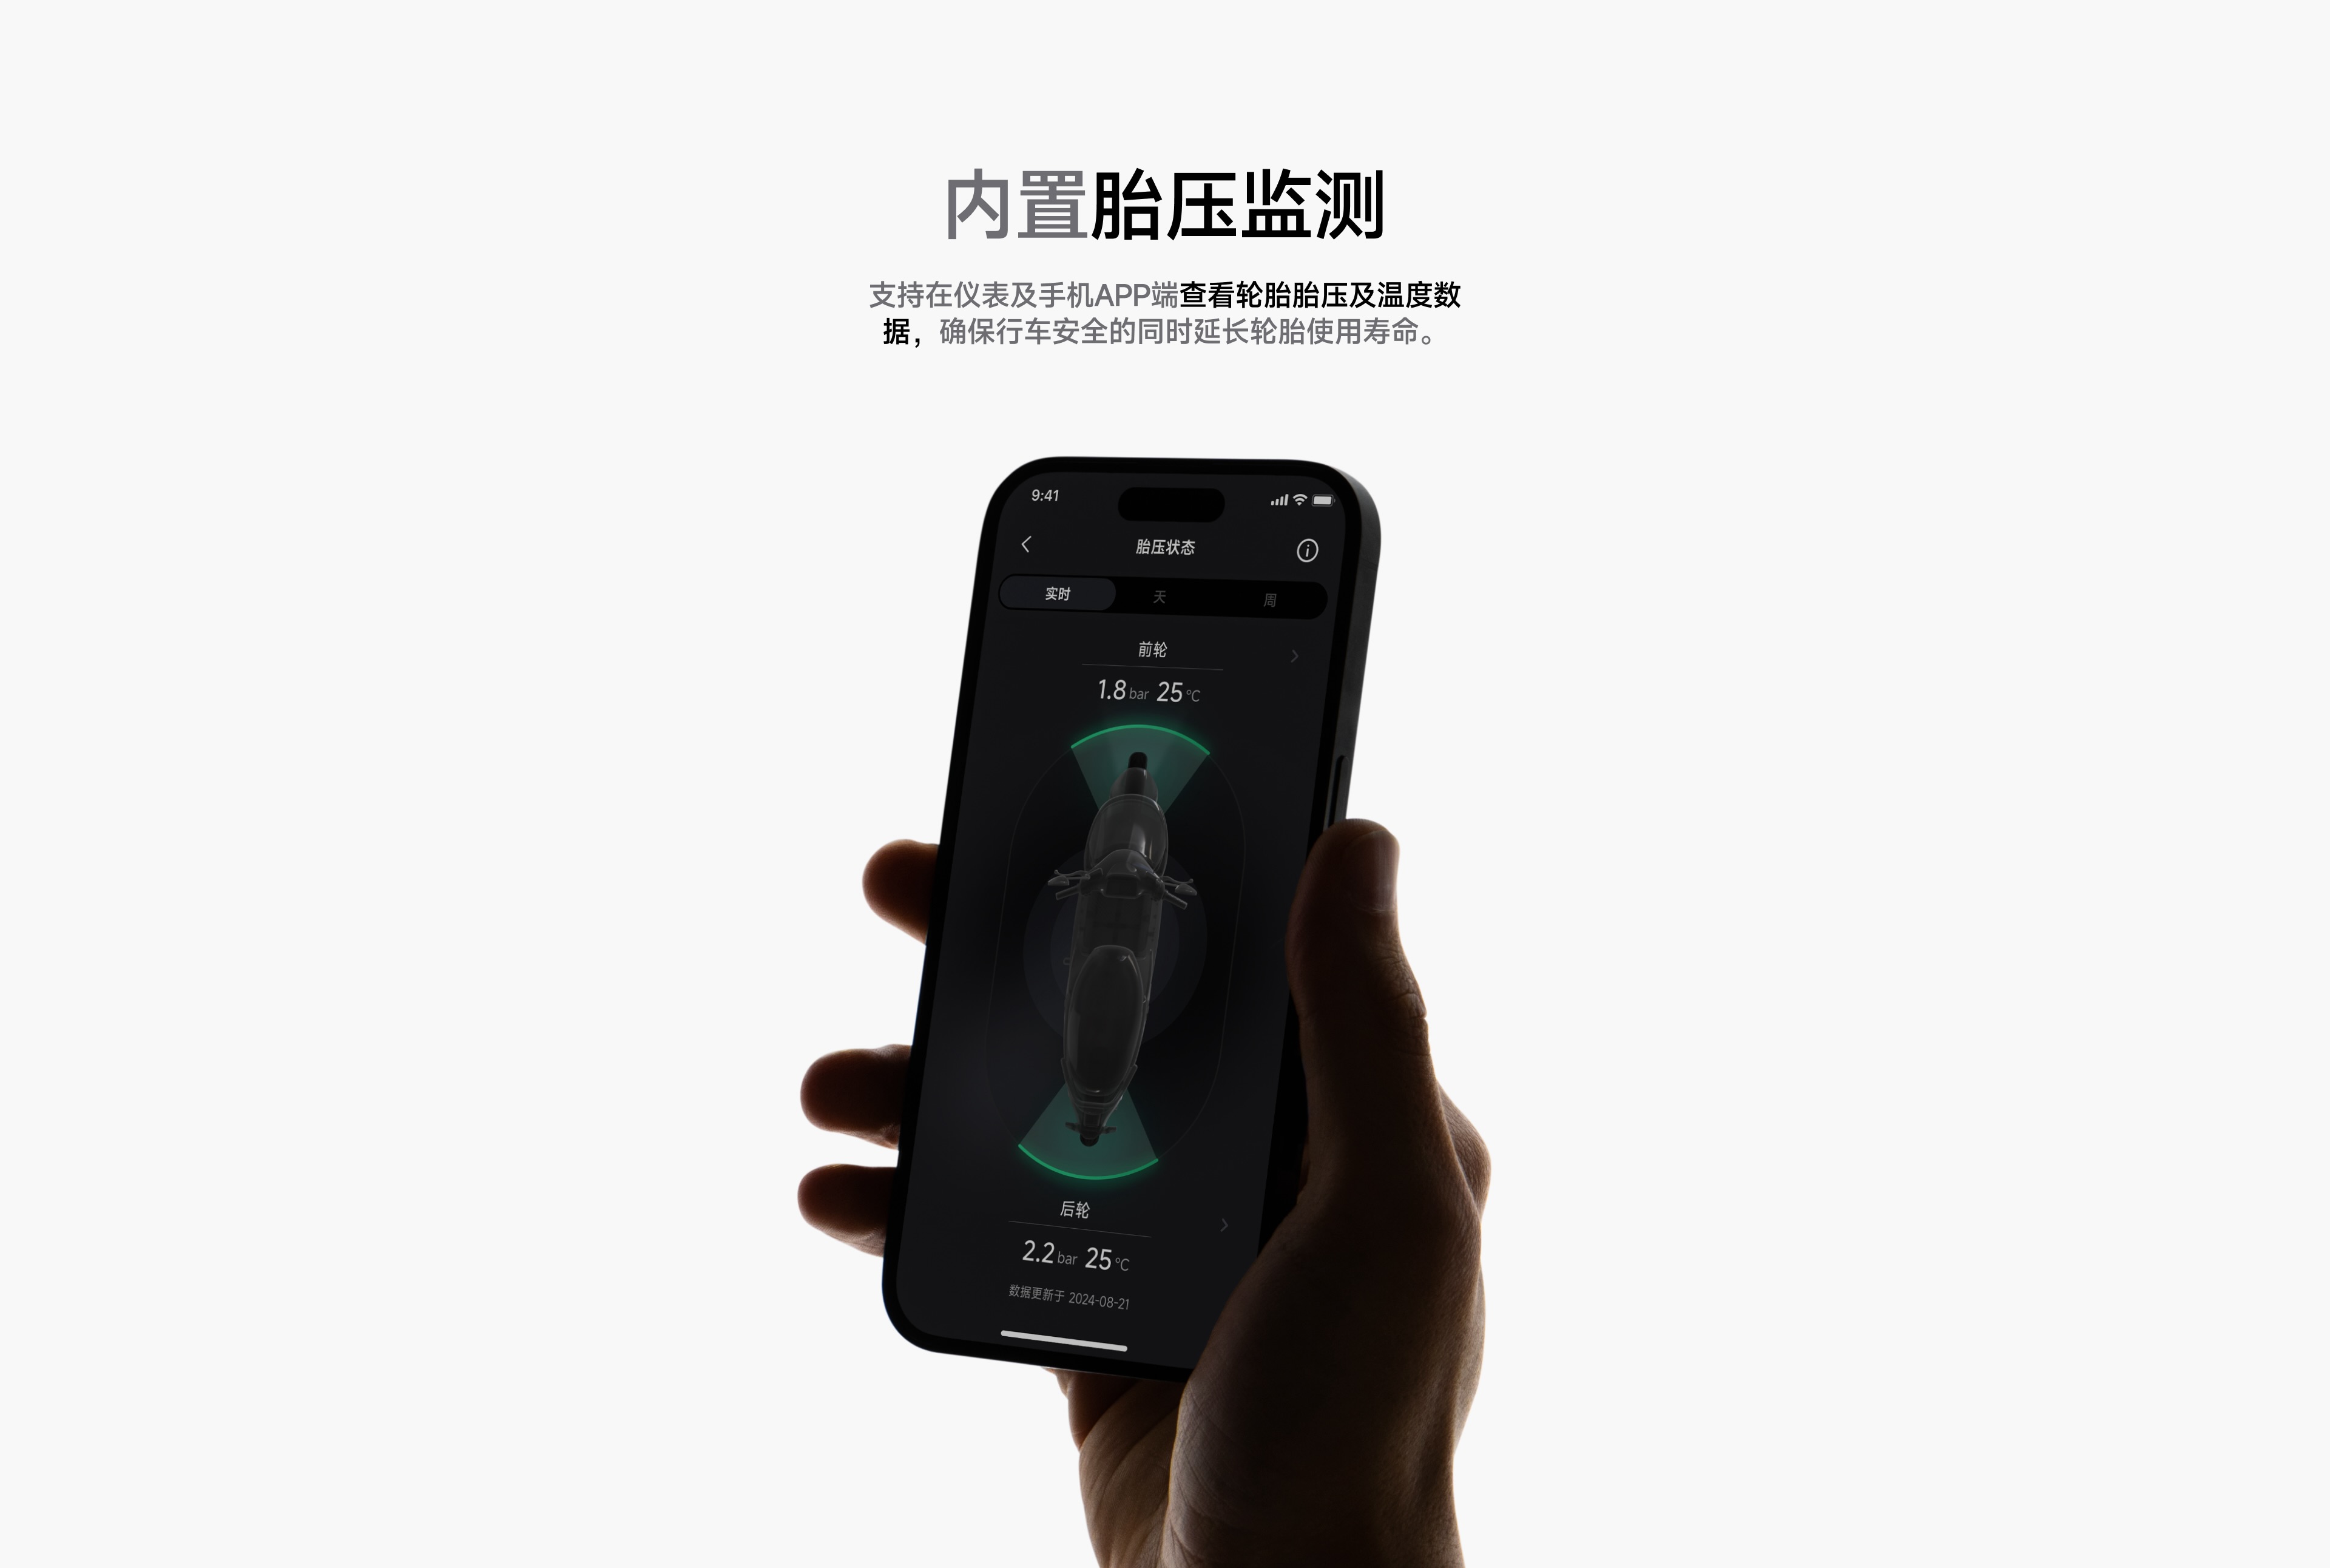 内置胎压监测
支持在仪表及手机APP端查看轮胎胎压及温度数
据，确保行车安全的同时延长轮胎使用寿命。
9:41
胎压状态
实时 天 周
前轮
1.8 bar 25 °C
后轮
2.2 bar 25 °C
数据更新于 2024-08-21